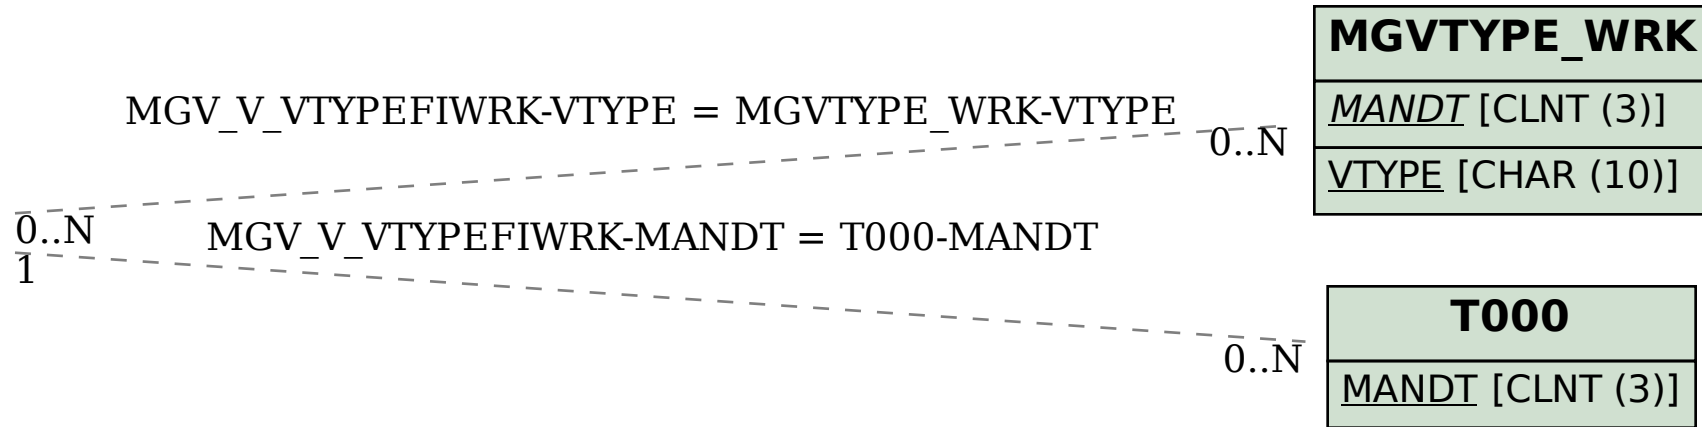 MGVTYPE_WRK
MGV_V_VTYPEFIWRK-VTYPE = MGVTYPE_WRK-VTYPE
MANDT [CLNT (3)]
0..N
VTYPE [CHAR (10)]
0..N
MGV_V_VTYPEFIWRK-MANDT = T000-MANDT
1
T000
0..N
MANDT [CLNT (3)]